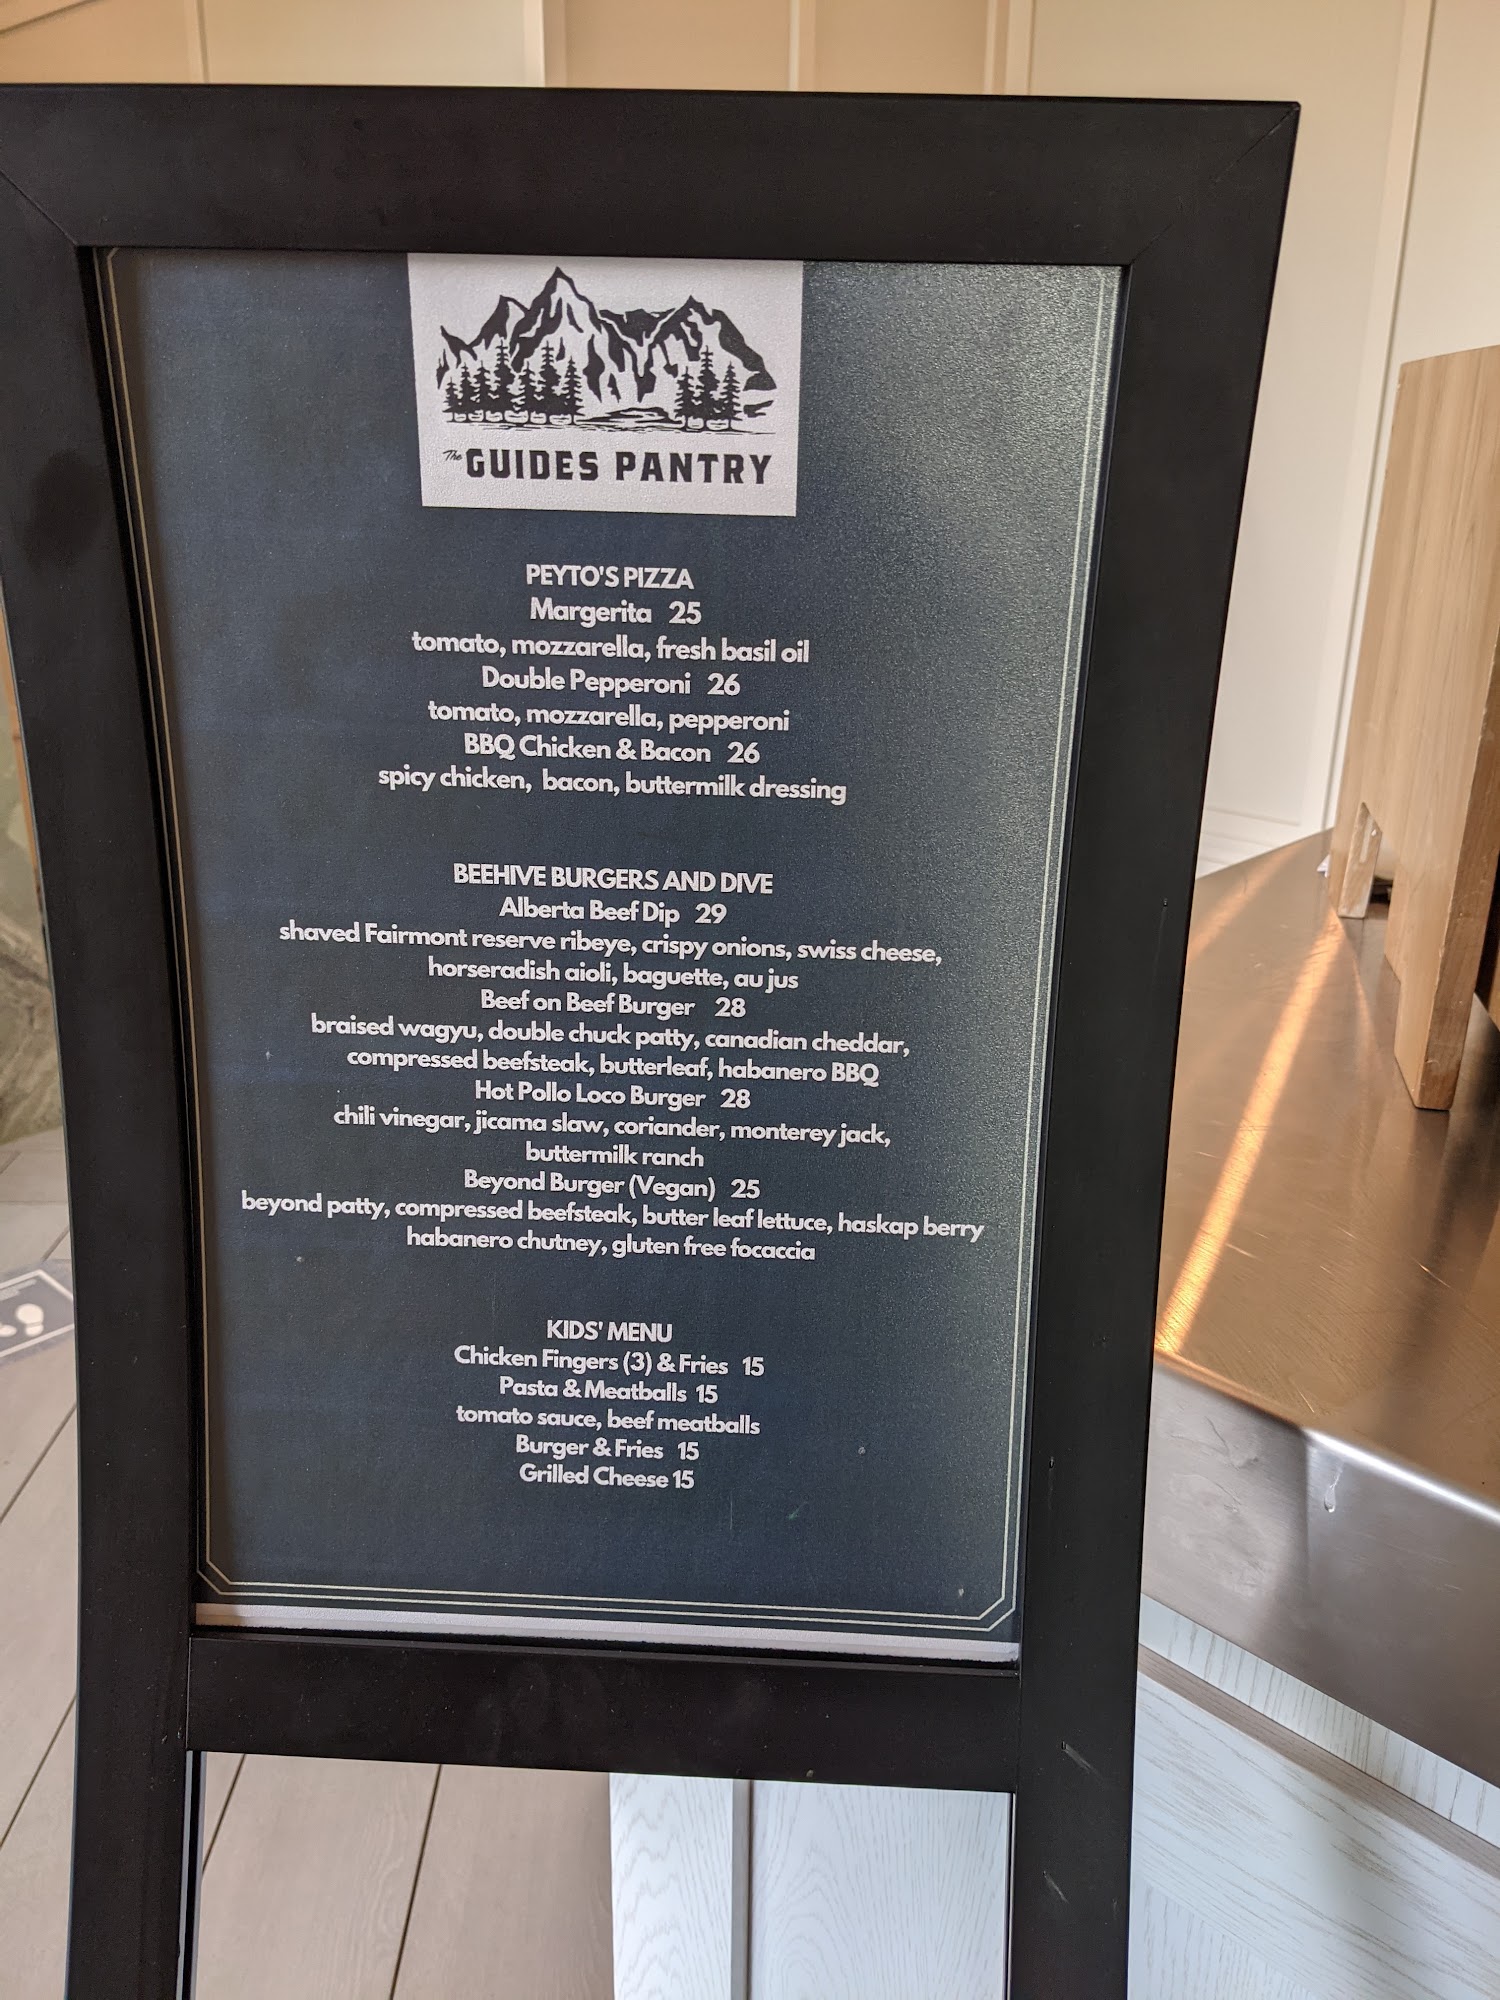 The GUIDES PANTRY
PEYTO'S PIZZA
Margerita 25
tomato, mozzarella, fresh basil oil
Double Pepperoni 26
tomato, mozzarella, pepperoni
BBQ Chicken & Bacon 26
spicy chicken, bacon, buttermilk dressing
BEEHIVE BURGERS AND DIVE
Alberta Beef Dip 29
shaved Fairmont reserve ribeye, crispy onions, swiss cheese,
horseradish aioli, baguette, au jus
Beef on Beef Burger 28
braised wagyu, double chuck patty, canadian cheddar,
compressed beefsteak, butterleaf, habanero BBQ
Hot Pollo Loco Burger 28
chili vinegar, jicama slaw, coriander, monterey jack,
buttermilk ranch
Beyond Burger (Vegan) 25
beyond patty, compressed beefsteak, butter leaf lettuce, haskap berry
habanero chutney, gluten free focaccia
KIDS' MENU
Chicken Fingers (3) & Fries 15
Pasta & Meatballs 15
tomato sauce, beef meatballs
Burger & Fries 15
Grilled Cheese 15